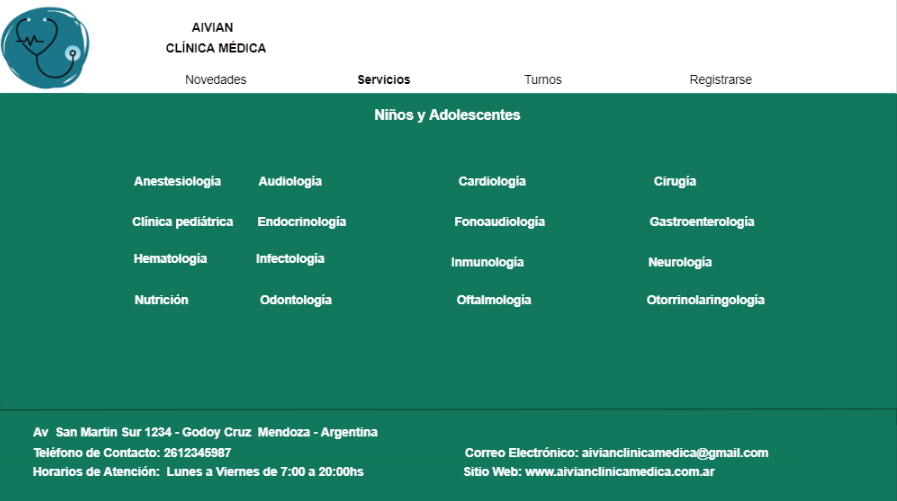 AIVIAN
CLÍNICA MÉDICA
Novedades Servicios Turnos Registrarse
Niños y Adolescentes
Anestesiología Audiología Cardiología Cirugía
Clínica pediátrica Endocrinología Fonoaudiología Gastroenterología
Hematología Infectología Inmunología Neurología
Nutrición Odontología Oftalmología Otorrinolaringología
Av San Martin Sur 1234 - Godoy Cruz Mendoza - Argentina
Teléfono de Contacto: 2612345987 Correo Electrónico: aivianclinicamedica@gmail.com
Horarios de Atención: Lunes a Viernes de 7:00 a 20:00hs Sitio Web: www.aivianclinicamedica.com.ar